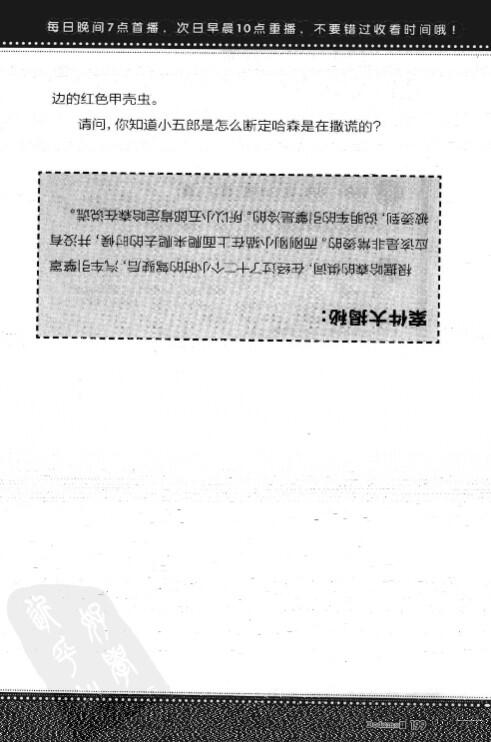 每日晚间7点首播，次日早晨10点重播，不要错过收看时间哦！
边的红色甲壳虫。
请问，你知道小五郎是怎么断定哈森是在撒谎的？
案件大揭秘：
根据哈森的供词，在经过了十二个小时的驾驶后，汽车引擎盖
应该是非常烫的。而刚刚小猫在上面爬来爬去的时候，并没有
被烫到，说明车的引擎是冷的。所以小五郎肯定哈森在说谎。
199